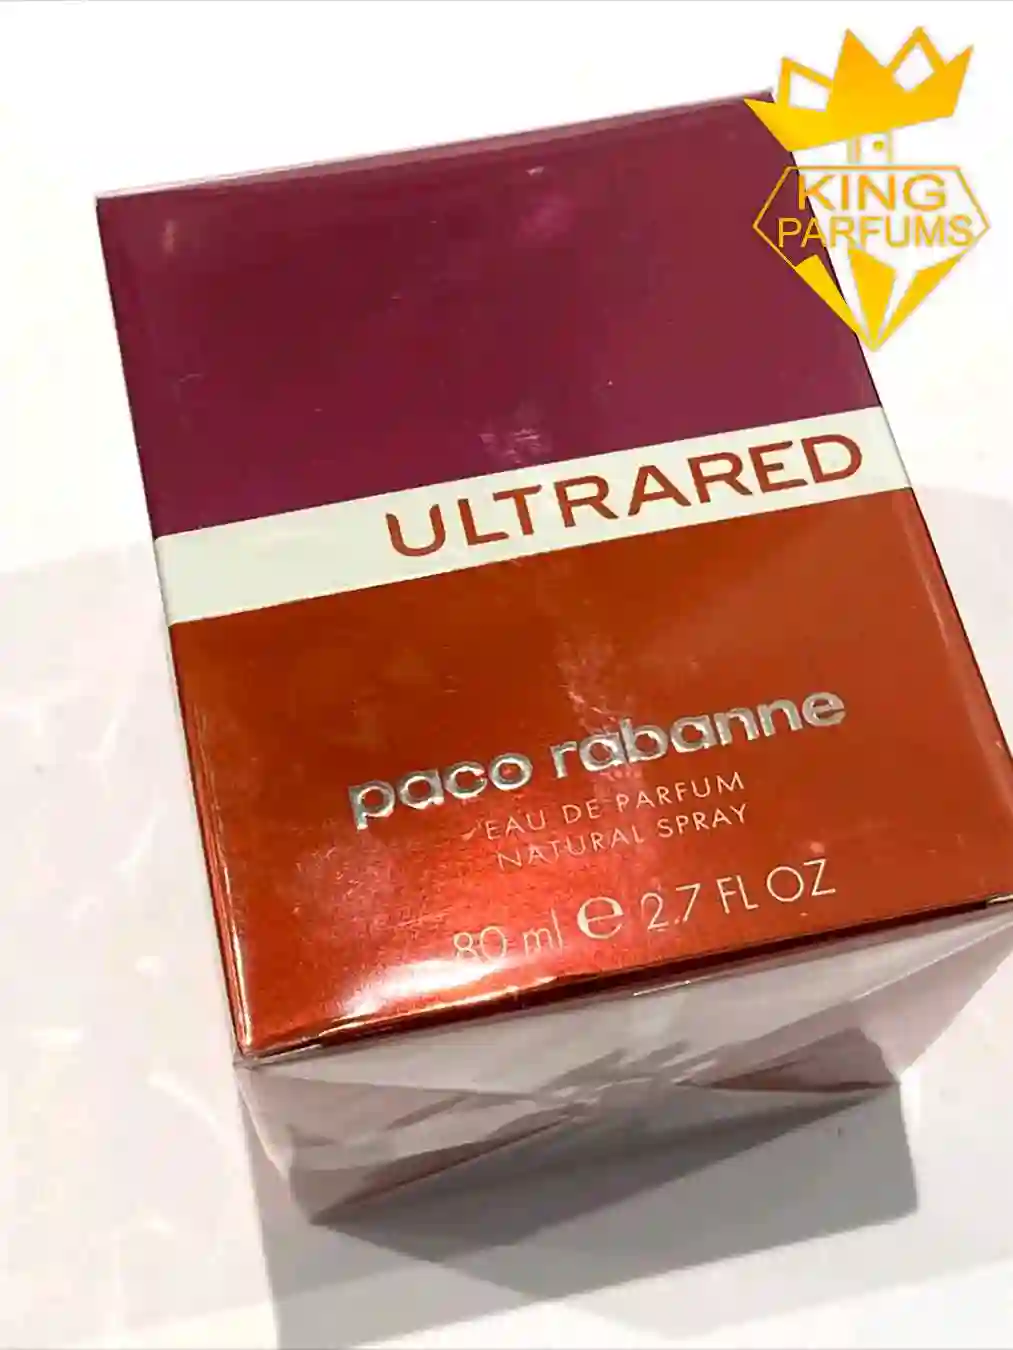 KING
PARFUMS
ULTRARED
paco rabanne
EAU DE PARFUM
NATURAL SPRAY
80 ml e 2.7 FL OZ